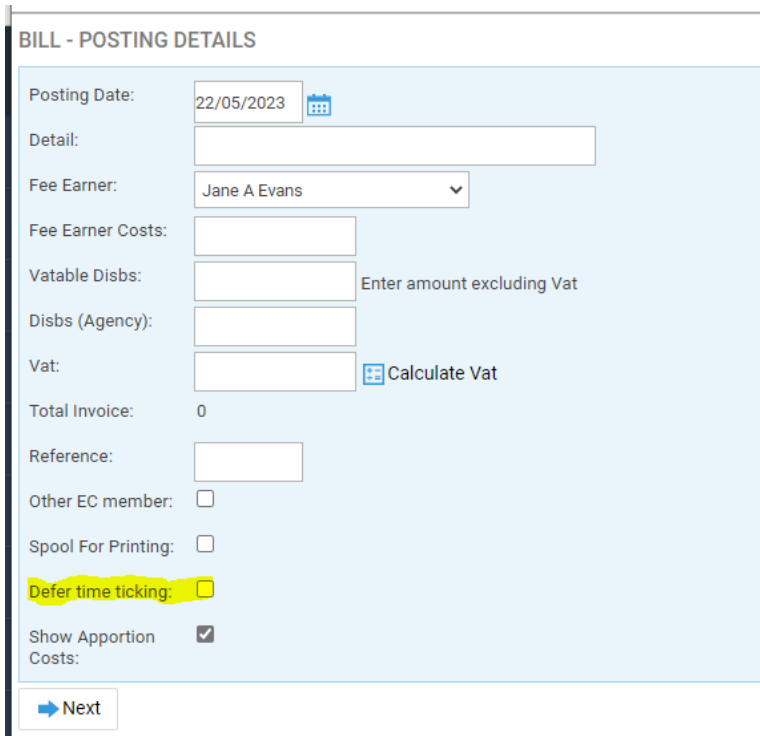 BILL - POSTING DETAILS
Posting Date: 22/05/2023
Detail:
Fee Earner: Jane A Evans
Fee Earner Costs:
Vatable Disbs: Enter amount excluding Vat
Disbs (Agency):
Vat: Calculate Vat
Total Invoice: 0
Reference:
Other EC member:
Spool For Printing:
Defer time ticking:
Show Apportion
Costs:
Next